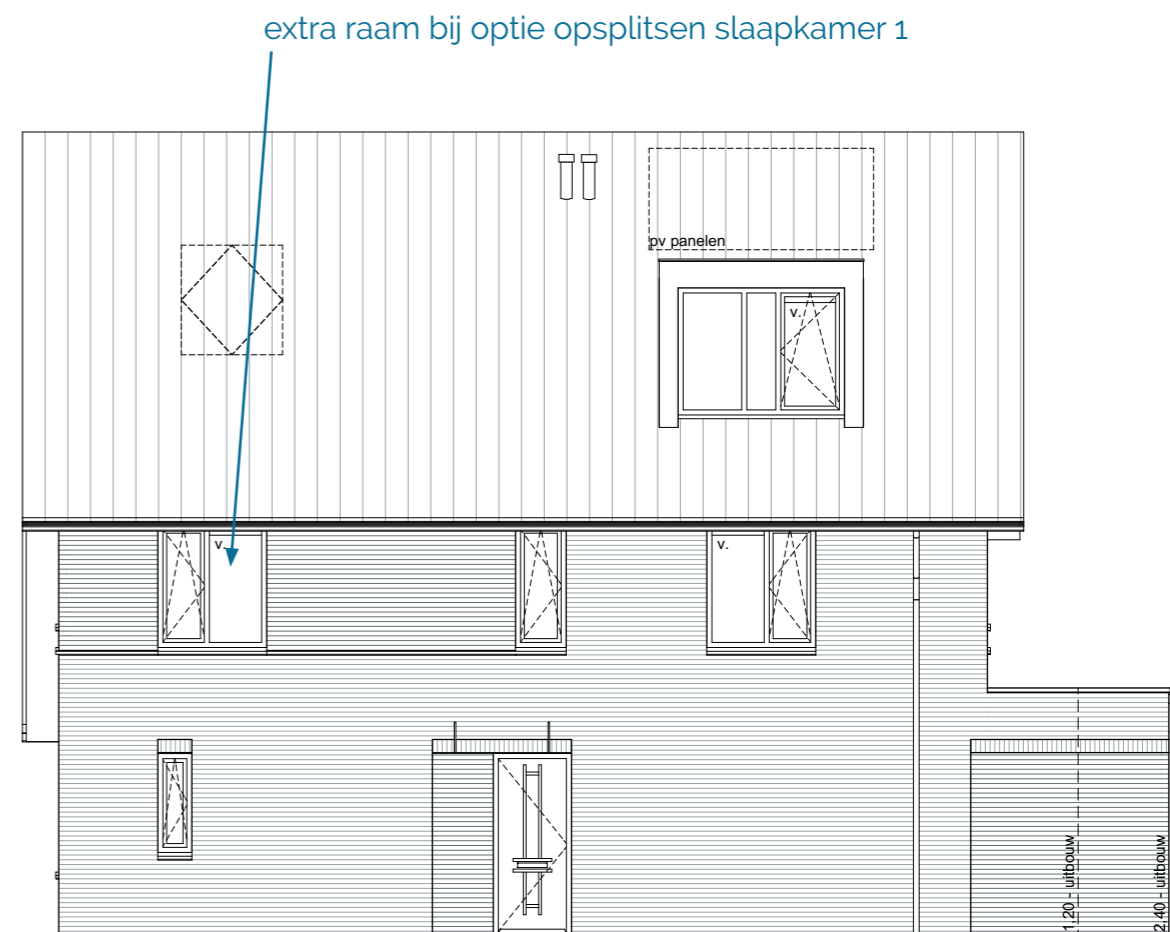 extra raam bij optie opsplitsen slaapkamer 1
pv panelen
v.
v.
v.
1,20 - uitbouw
2,40 - uitbouw